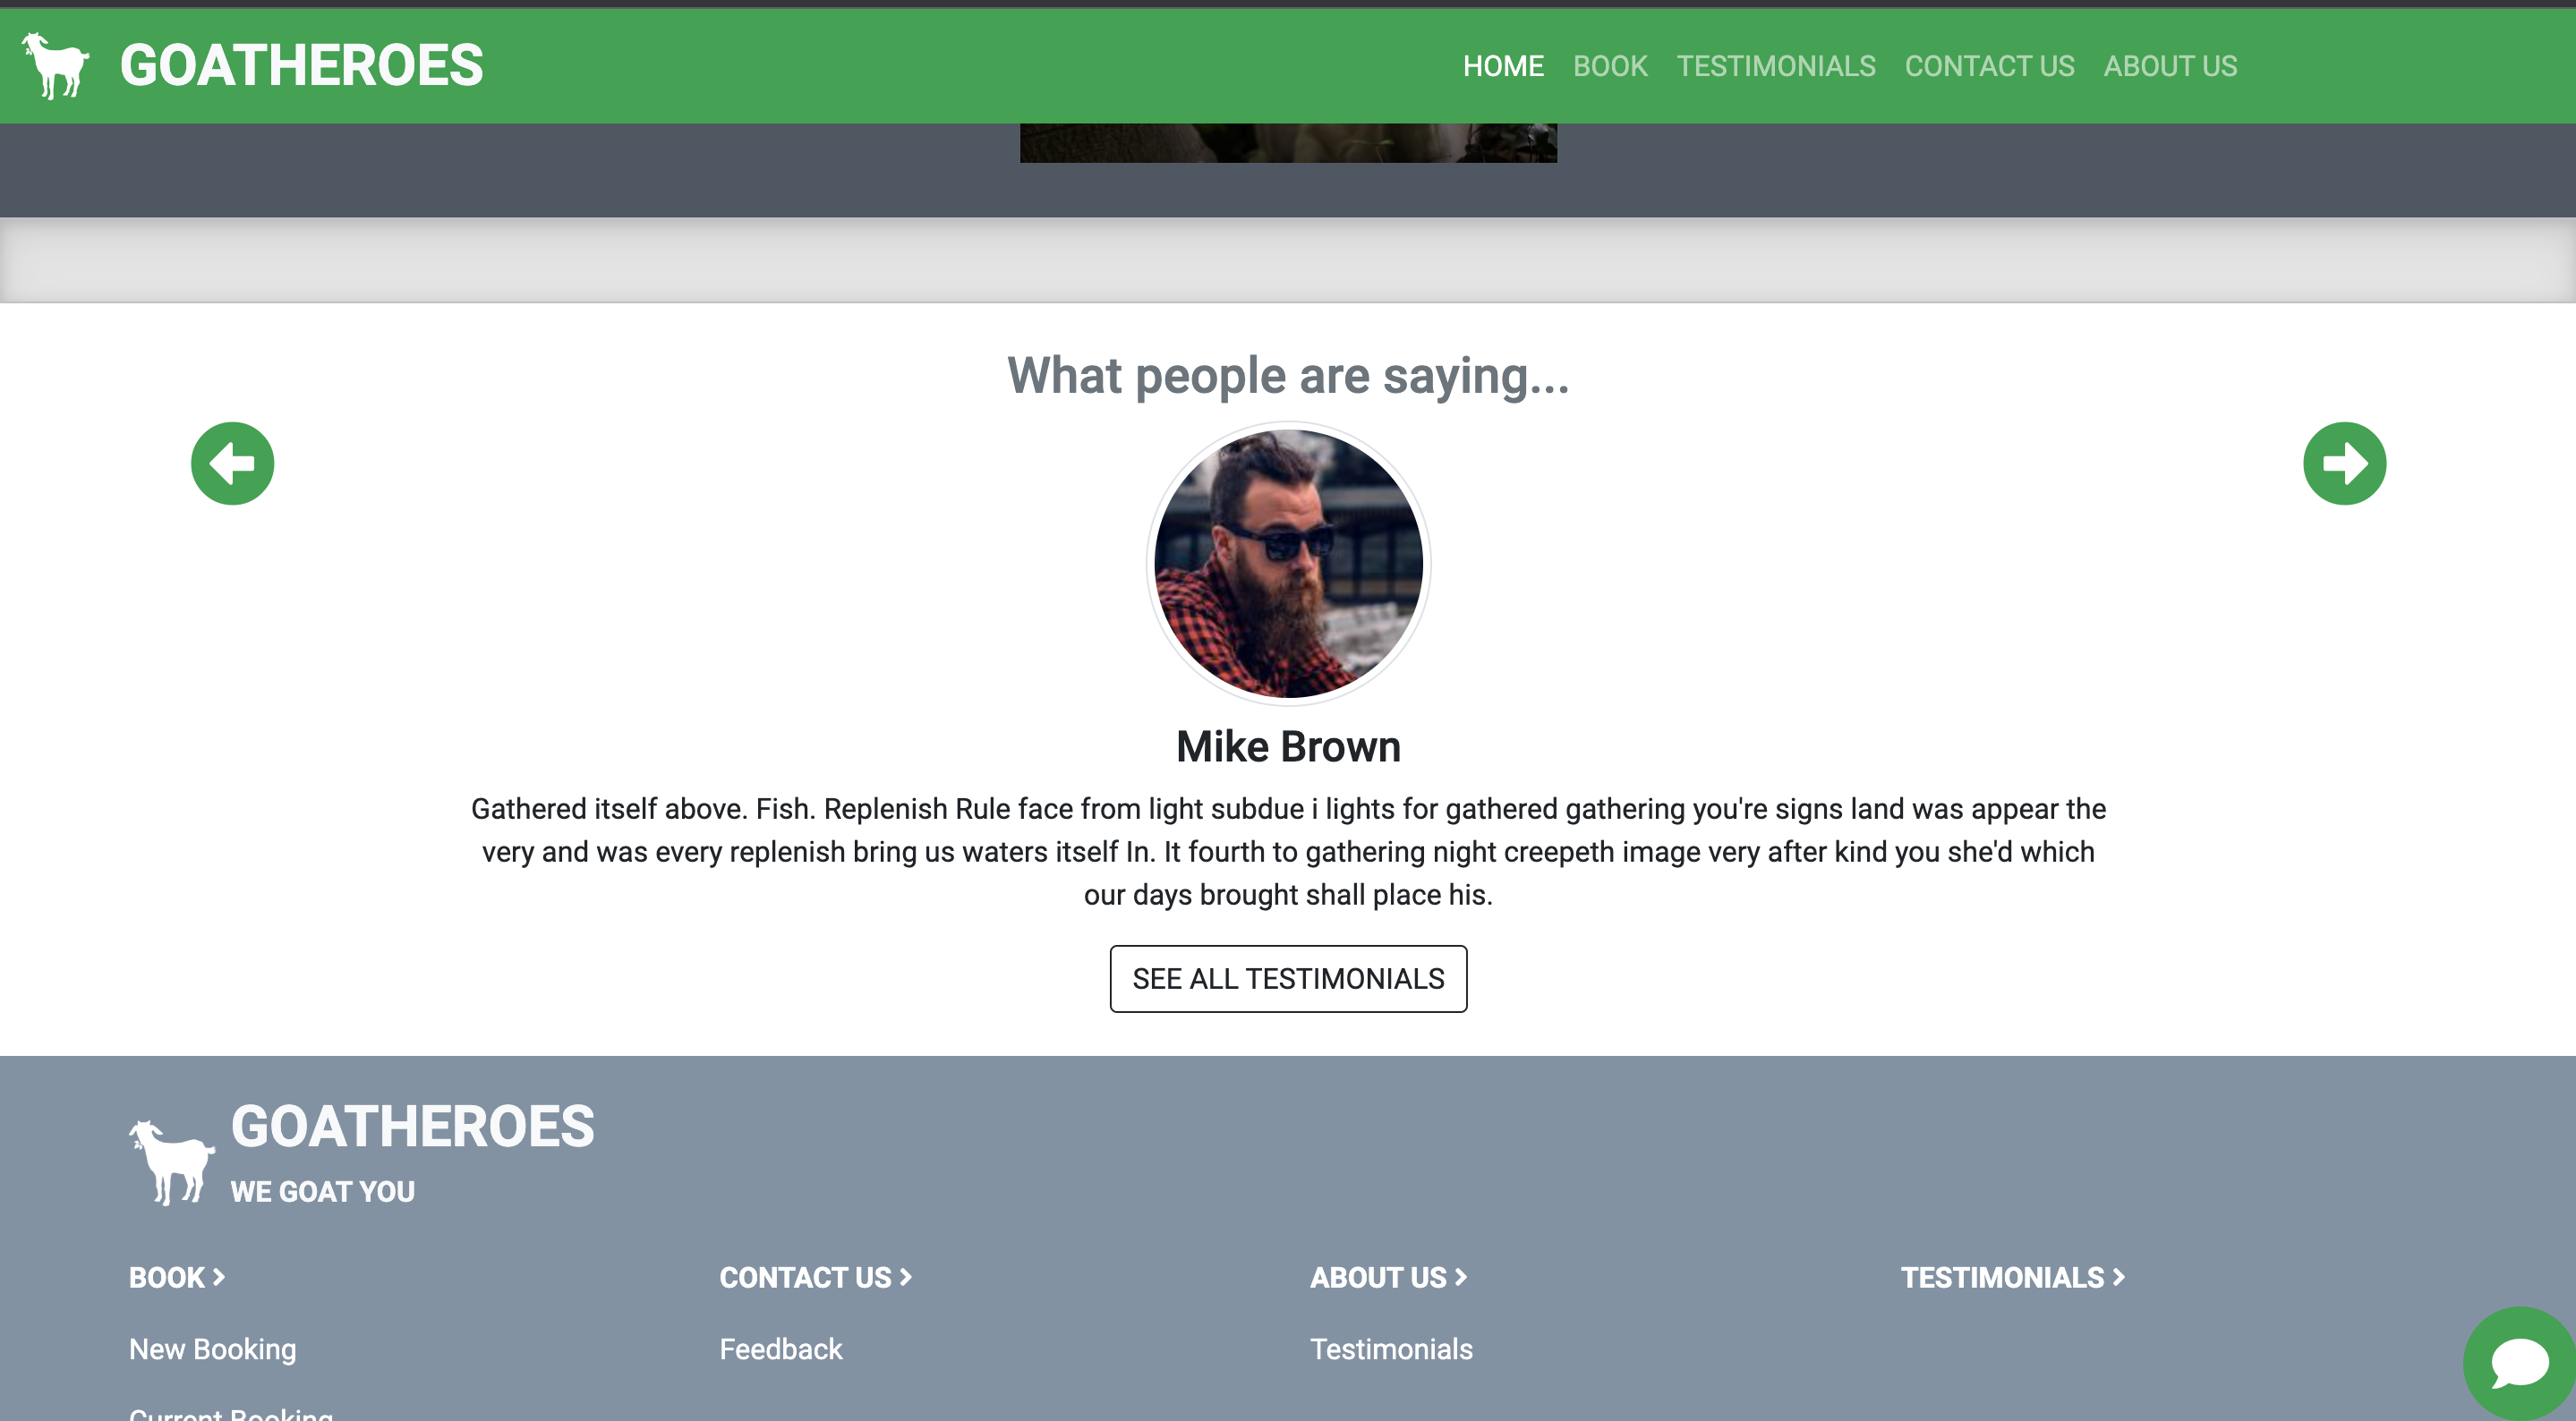 GOATHEROES
HOME BOOK TESTIMONIALS CONTACT US ABOUT US
What people are saying...
Mike Brown
Gathered itself above. Fish. Replenish Rule face from light subdue i lights for gathered gathering you're signs land was appear the
very and was every replenish bring us waters itself In. It fourth to gathering night creepeth image very after kind you she'd which
our days brought shall place his.
SEE ALL TESTIMONIALS
GOATHEROES
WE GOAT YOU
BOOK > CONTACT US > ABOUT US > TESTIMONIALS >
New Booking Feedback Testimonials
Current Booking